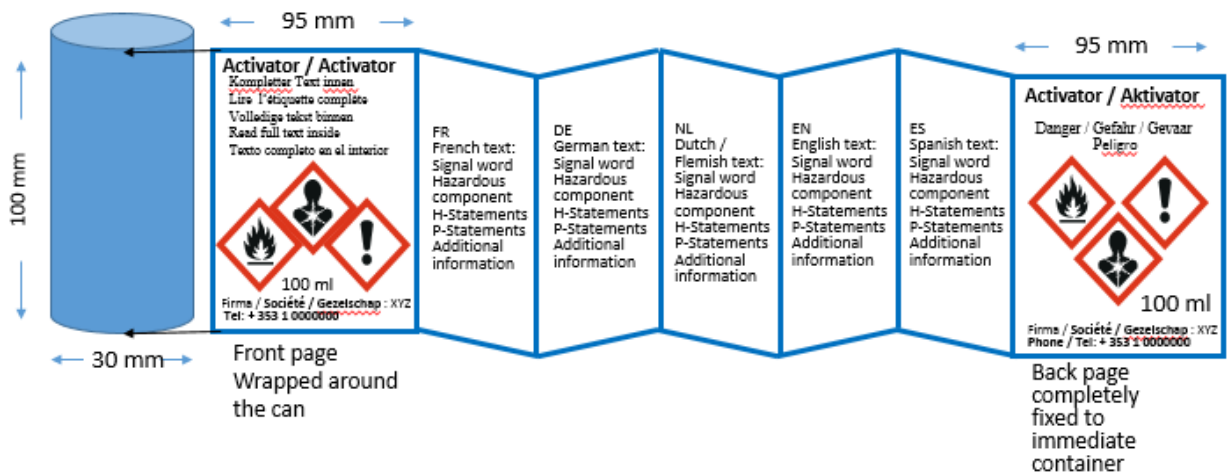 95 mm
100 mm
30 mm
Activator / Activator
Kompletter Text innen
Lire l'étiquette complète
Volledige tekst binnen
Read full text inside
Texto completo en el interior
100 ml
Firma / Société / Gezelschap : XYZ
Tel: + 353 1 0000000
Front page
Wrapped around
the can
FR
French text:
Signal word
Hazardous
component
H-Statements
P-Statements
Additional
information
DE
German text:
Signal word
Hazardous
component
H-Statements
P-Statements
Additional
information
NL
Dutch /
Flemish text:
Signal word
Hazardous
component
H-Statements
P-Statements
Additional
information
EN
English text:
Signal word
Hazardous
component
H-Statements
P-Statements
Additional
information
ES
Spanish text:
Signal word
Hazardous
component
H-Statements
P-Statements
Additional
information
95 mm
Activator / Aktivator
Danger / Gefahr / Gevaar
Peligro
100 ml
Firma / Société / Gezelschap : XYZ
Phone / Tel: + 353 1 0000000
Back page
completely
fixed to
immediate
container